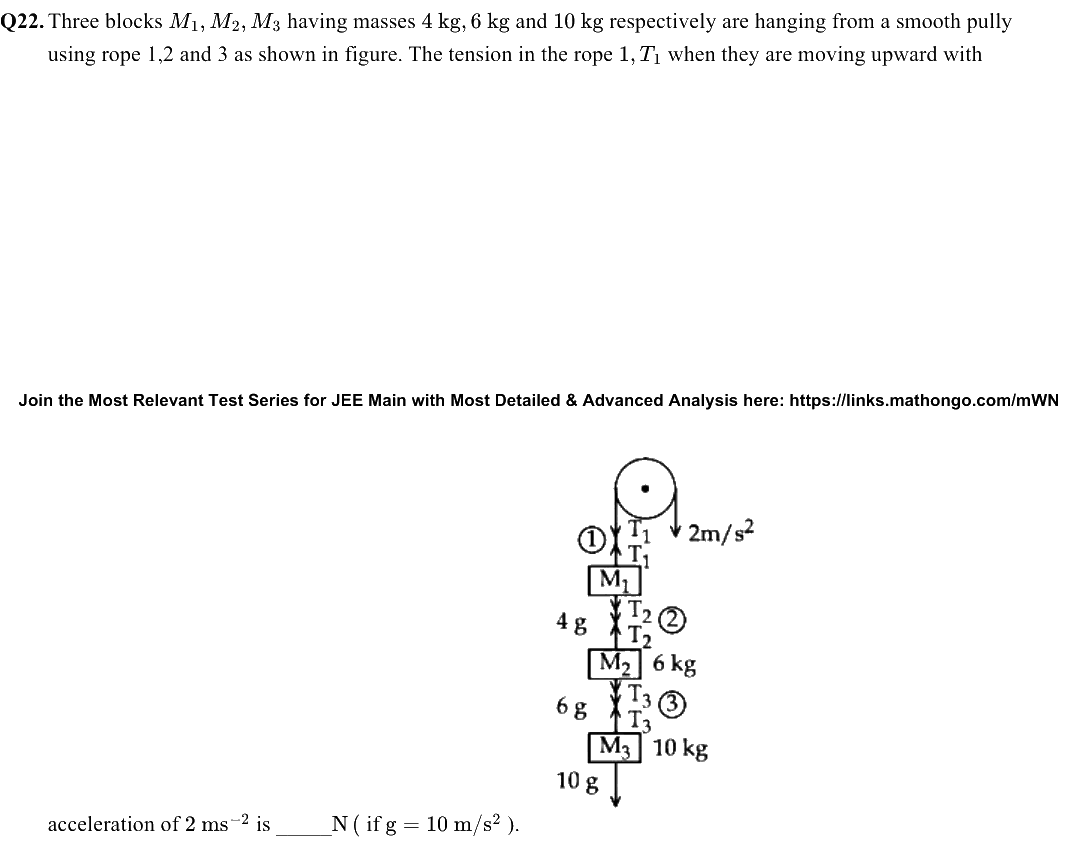 Q22. Three blocks M₁, M₂, M₃ having masses 4 kg, 6 kg and 10 kg respectively are hanging from a smooth pully
using rope 1,2 and 3 as shown in figure. The tension in the rope 1, T₁ when they are moving upward with
Join the Most Relevant Test Series for JEE Main with Most Detailed & Advanced Analysis here: https://links.mathongo.com/mWN
① T₁ 2m/s²
T₁
M₁
4 g T₂ ②
T₂
M₂ 6 kg
6 g T₃ ③
T₃
M₃ 10 kg
10 g
acceleration of 2 ms⁻² is _____N ( if g = 10 m/s² ).